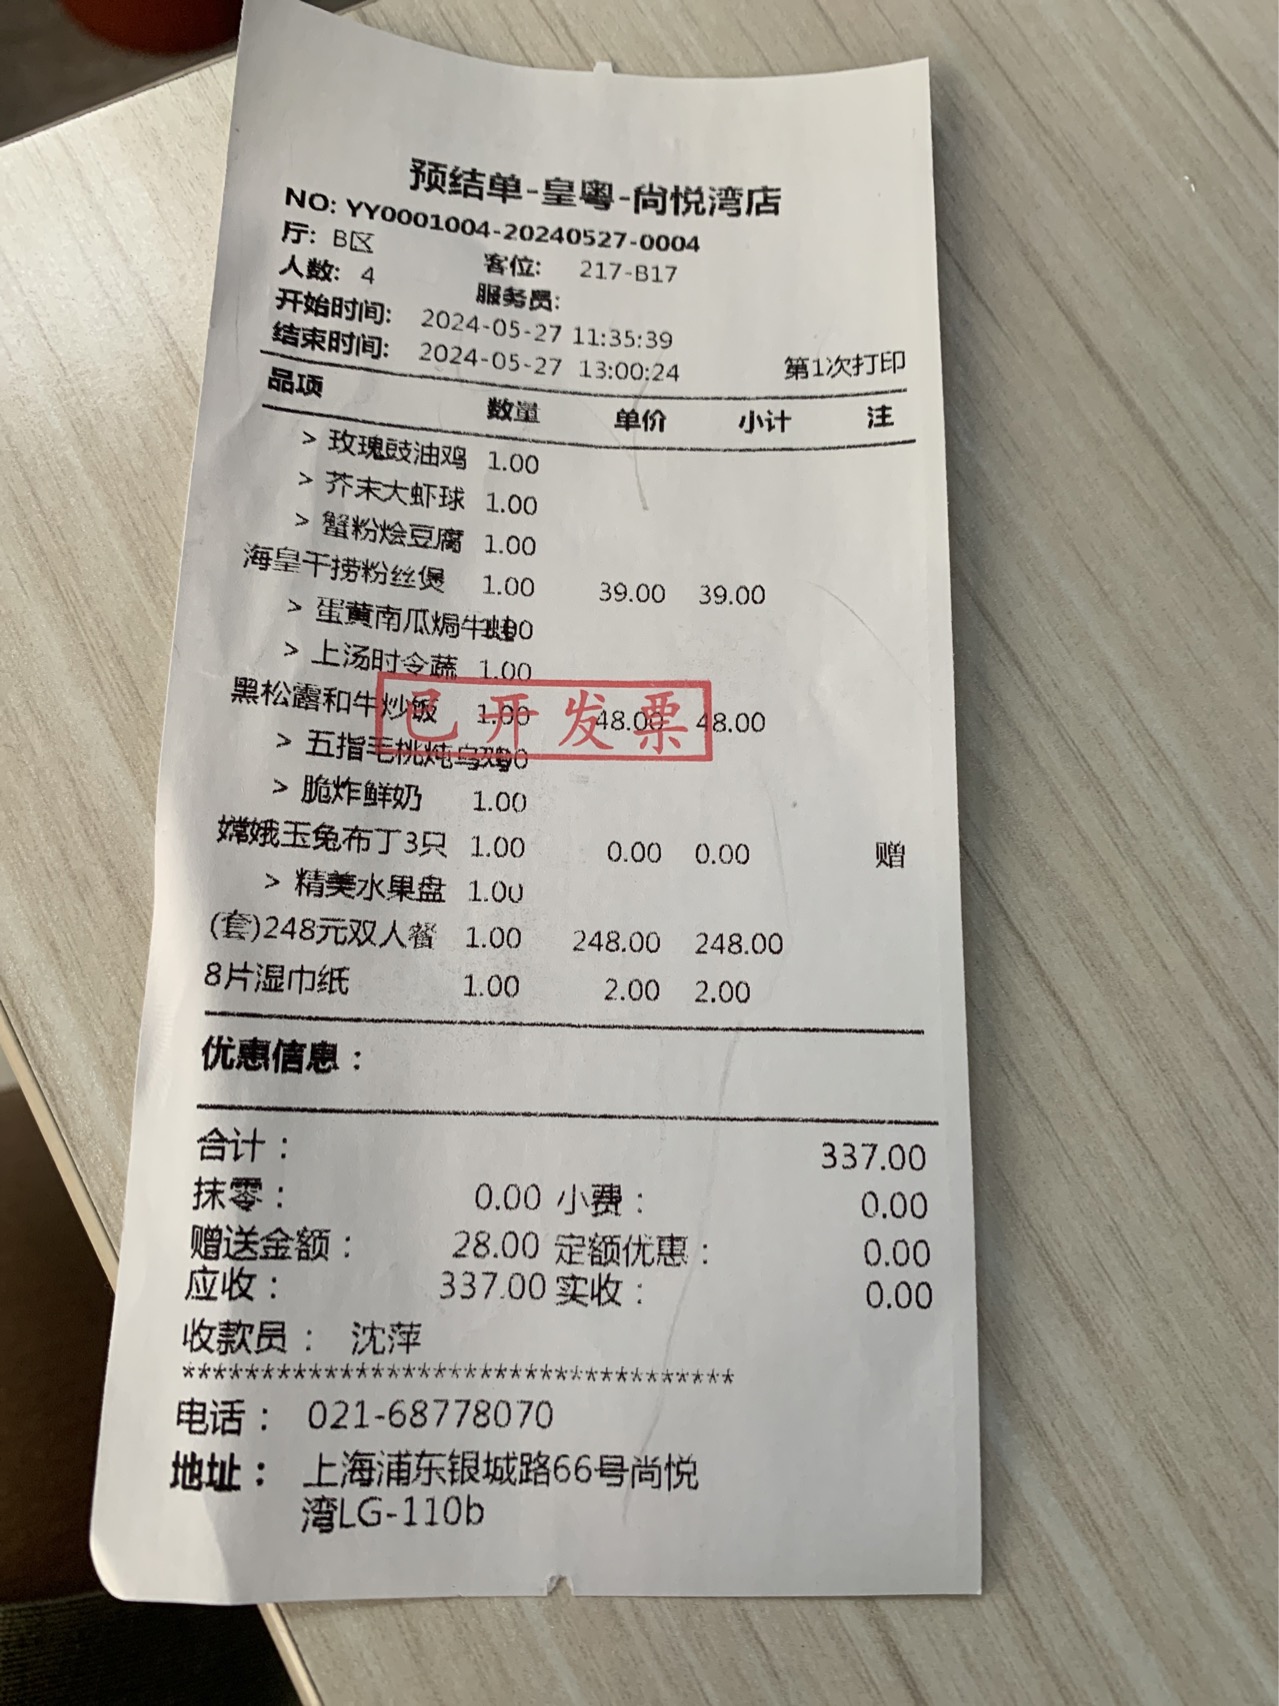 预结单-皇粤-尚悦湾店
NO: YY0001004-20240527-0004
厅: B区 客位: 217-B17
人数: 4 服务员:
开始时间: 2024-05-27 11:35:39
结束时间: 2024-05-27 13:00:24 第1次打印
品项 数量 单价 小计 注
> 玫瑰豉油鸡 1.00
> 芥末大虾球 1.00
> 蟹粉烩豆腐 1.00
海皇干捞粉丝煲 1.00 39.00 39.00
> 蛋黄南瓜焗牛蛙 1.00
> 上汤时令蔬 1.00
黑松露和牛炒饭 1.00 48.00 48.00
已开发票
> 五指毛桃炖乌鸡 1.00
> 脆炸鲜奶 1.00
嫦娥玉兔布丁3只 1.00 0.00 0.00 赠
> 精美水果盘 1.00
(套)248元双人餐 1.00 248.00 248.00
8片湿巾纸 1.00 2.00 2.00
优惠信息：
合计： 337.00
抹零： 0.00 小费： 0.00
赠送金额： 28.00 定额优惠： 0.00
应收： 337.00 实收： 0.00
收款员： 沈萍
***********************************
电话： 021-68778070
地址： 上海浦东银城路66号尚悦
湾LG-110b